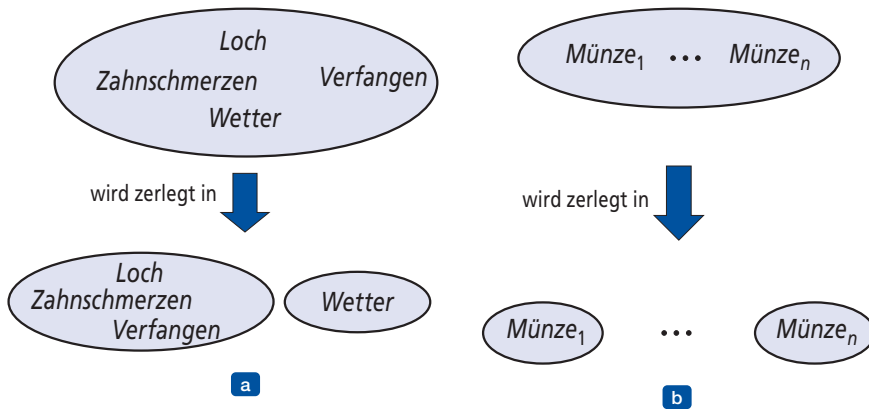 Loch
Zahnschmerzen Verfangen
Wetter
wird zerlegt in
Loch
Zahnschmerzen
Verfangen
Wetter
a
Münze1 ... Münzen
wird zerlegt in
Münze1 ... Münzen
b